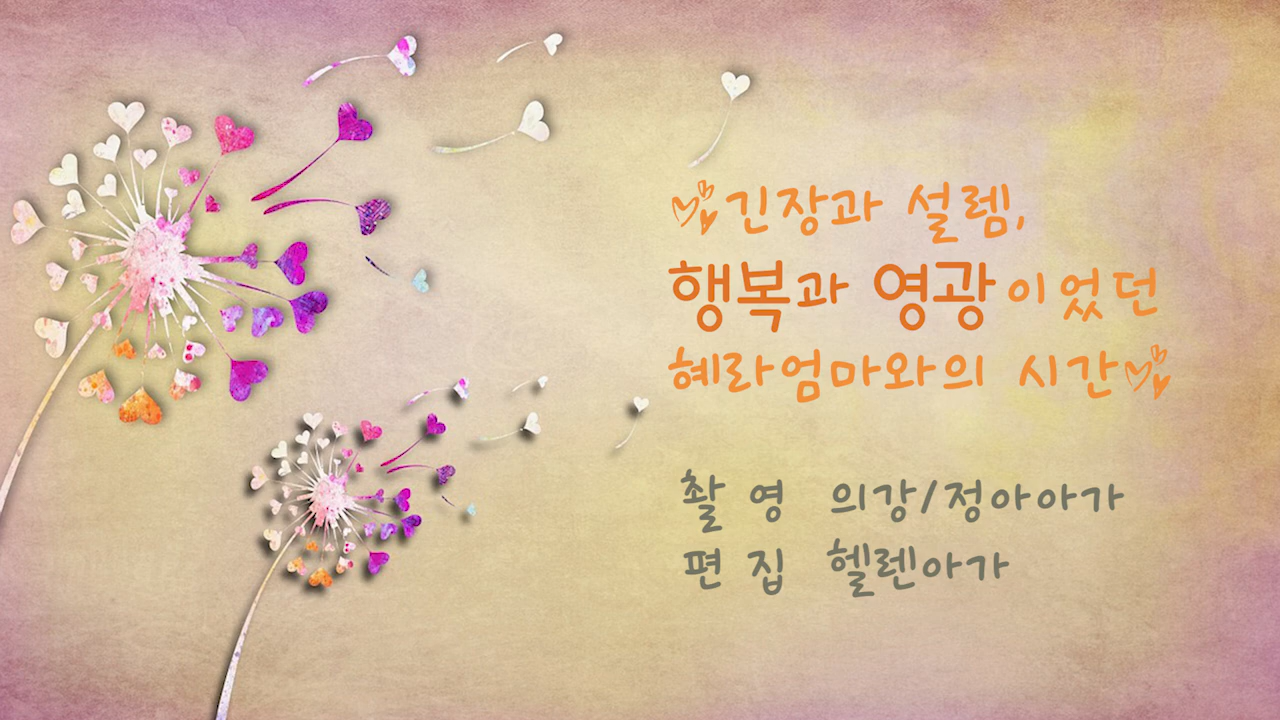 긴장과 설렘,
행복과 영광이었던
혜라엄마와의 시간
촬 영 의강/정아아가
편 집 헬렌아가